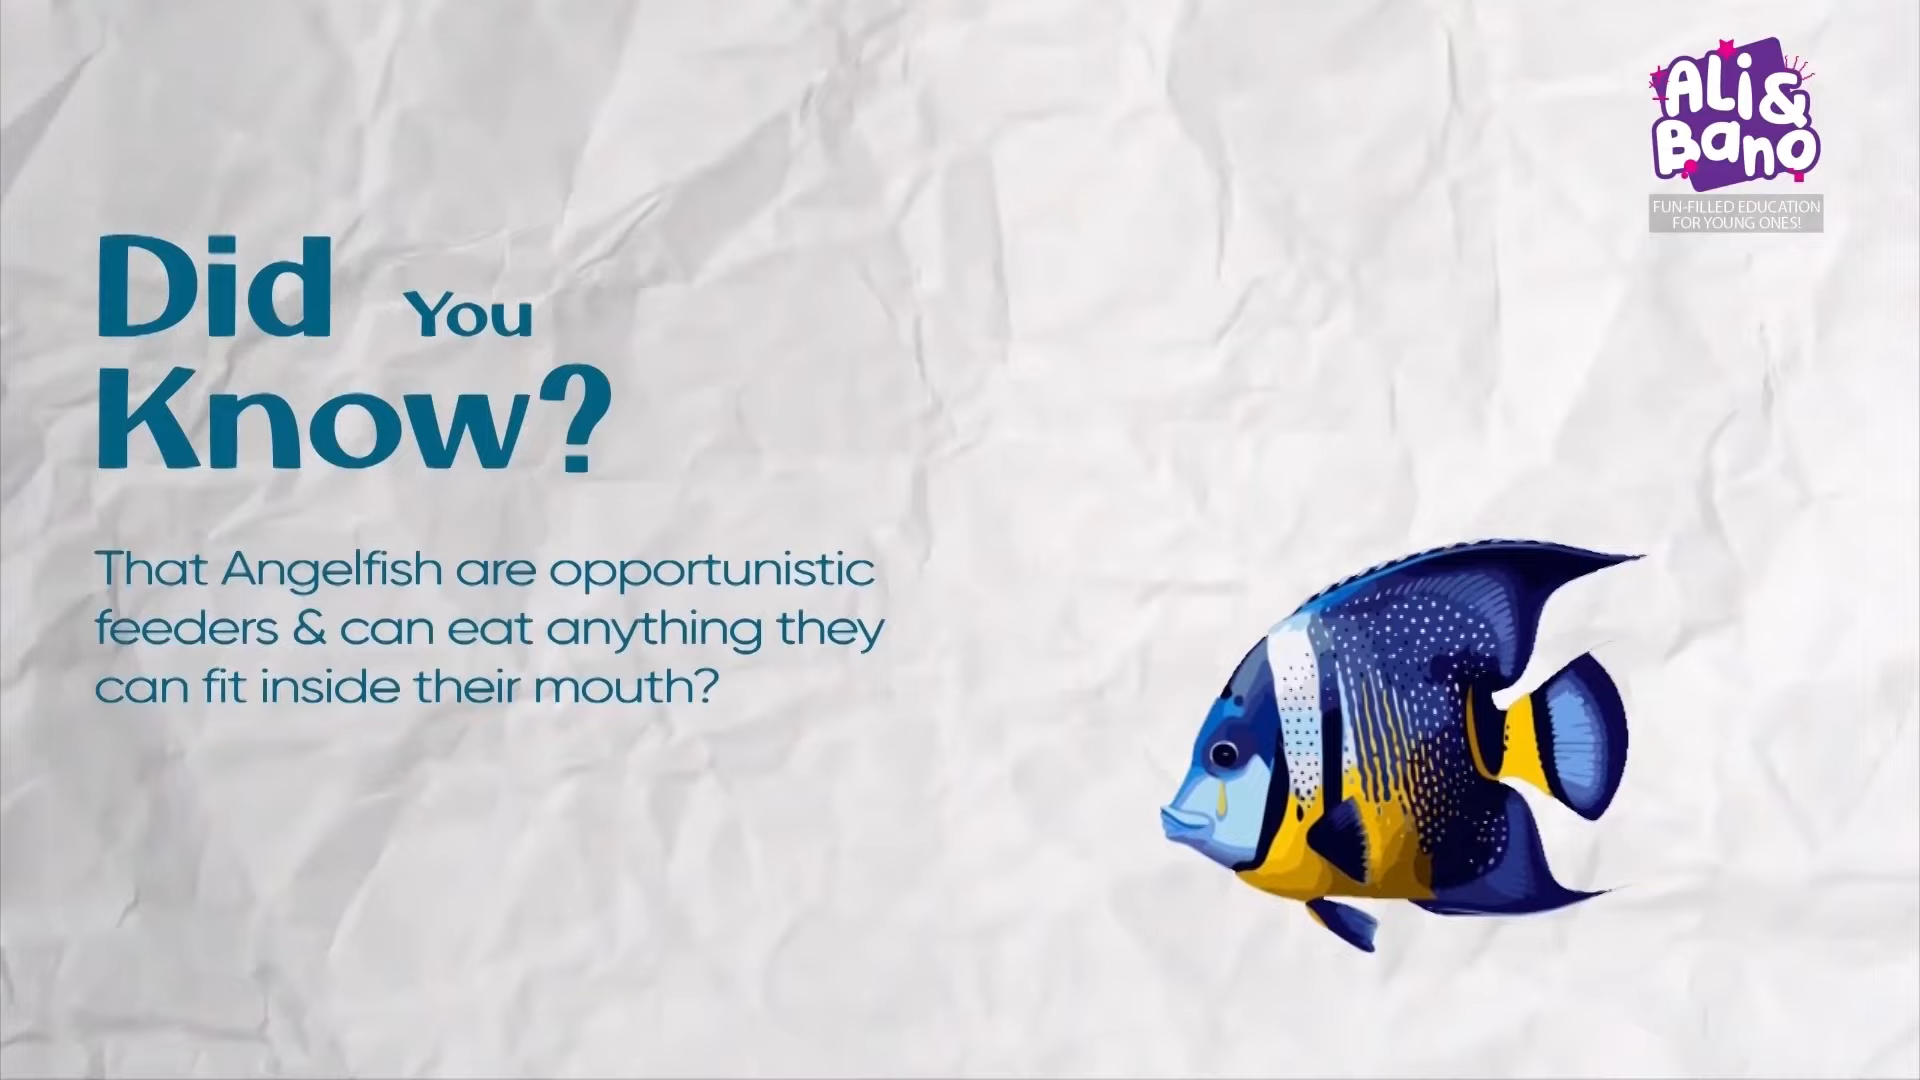 ALi &
Bano
FUN-FILLED EDUCATION
FOR YOUNG ONES!
Did You
Know?
That Angelfish are opportunistic
feeders & can eat anything they
can fit inside their mouth?